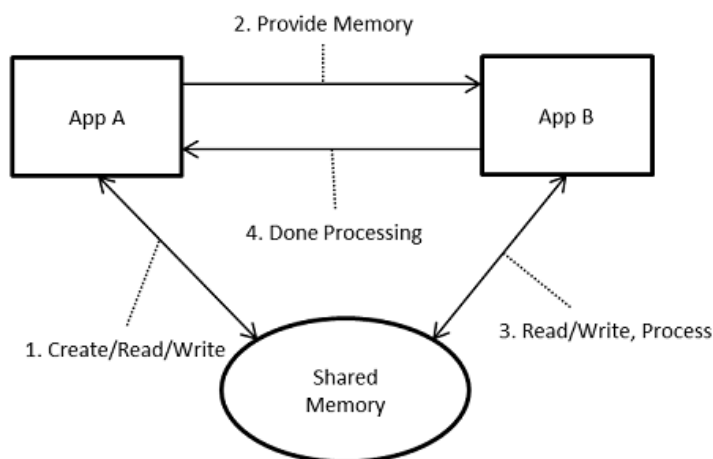 2. Provide Memory
App A
App B
4. Done Processing
1. Create/Read/Write
3. Read/Write, Process
Shared
Memory